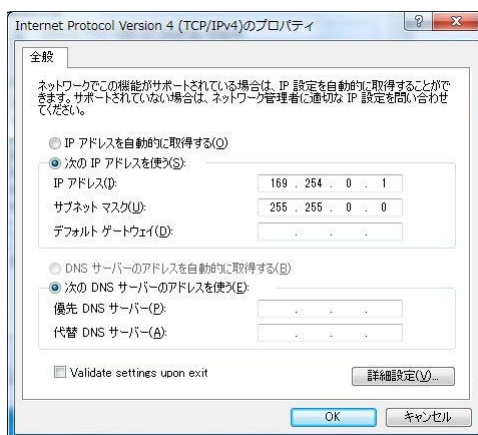 Internet Protocol Version 4 (TCP/IPv4)のプロパティ
全般
ネットワークでこの機能がサポートされている場合は、IP 設定を自動的に取得することがで
きます。サポートされていない場合は、ネットワーク管理者に適切な IP 設定を問い合わせ
てください。
IP アドレスを自動的に取得する(O)
次の IP アドレスを使う(S):
IP アドレス(I): 169 . 254 . 0 . 1
サブネット マスク(U): 255 . 255 . 0 . 0
デフォルト ゲートウェイ(D): . . .
DNS サーバーのアドレスを自動的に取得する(B)
次の DNS サーバーのアドレスを使う(E):
優先 DNS サーバー(P): . . .
代替 DNS サーバー(A): . . .
Validate settings upon exit
詳細設定(V)...
OK キャンセル